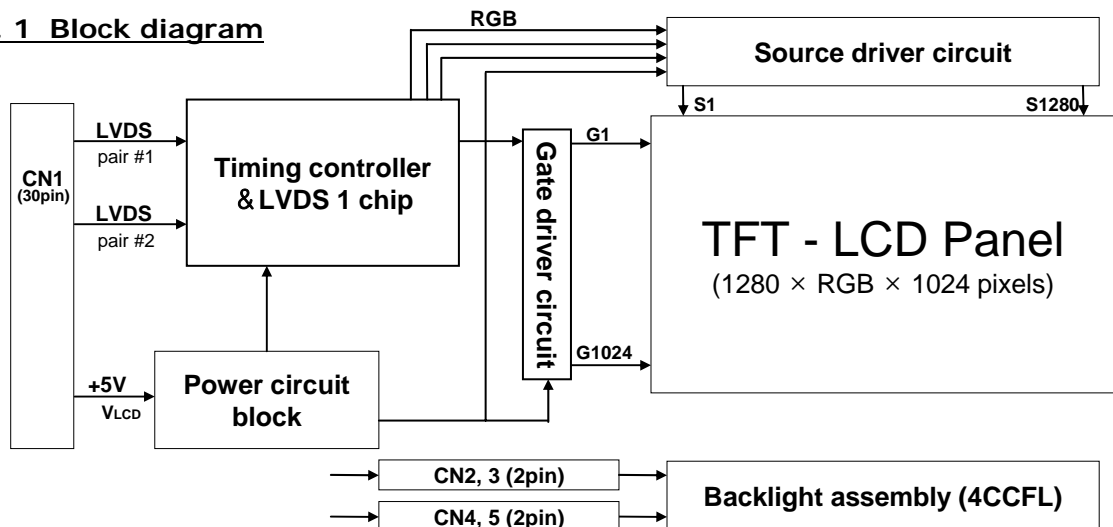 . 1 Block diagram
RGB
Source driver circuit
S1
S1280
CN1
(30pin)
LVDS
pair #1
LVDS
pair #2
Timing controller
&LVDS 1 chip
Gate driver circuit
G1
G1024
TFT - LCD Panel
(1280 × RGB × 1024 pixels)
+5V
VLCD
Power circuit
block
CN2, 3 (2pin)
CN4, 5 (2pin)
Backlight assembly (4CCFL)